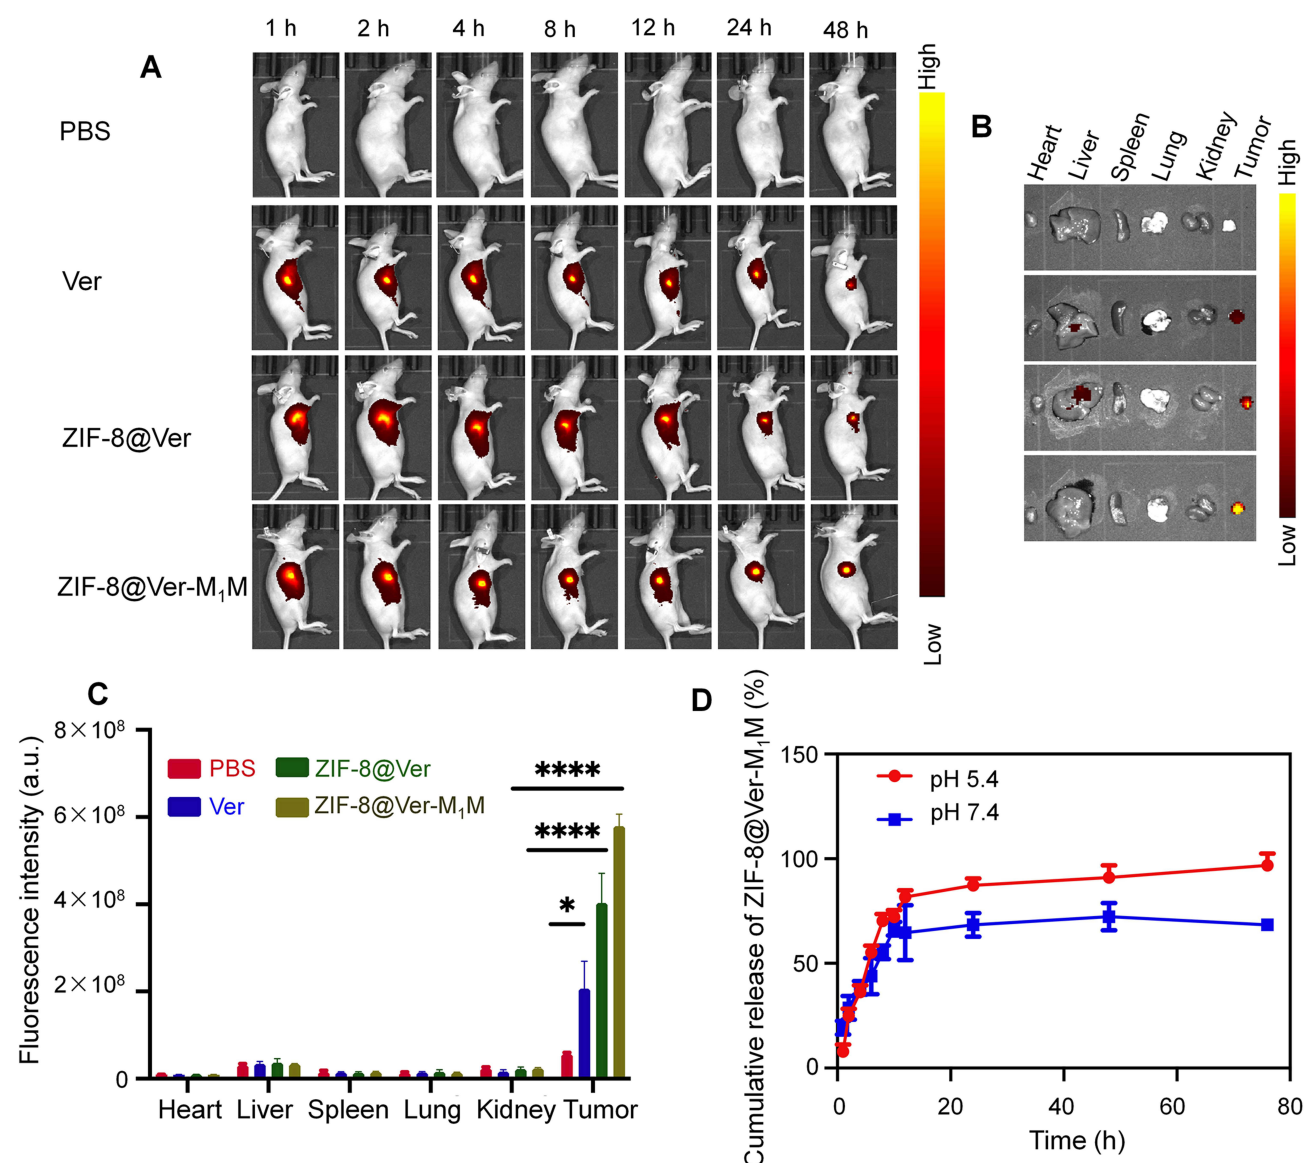 1 h 2 h 4 h 8 h 12 h 24 h 48 h
A
PBS
Ver
ZIF-8@Ver
ZIF-8@Ver-M₁M
High
Low
B
Heart Liver Spleen Lung Kidney Tumor
High
Low
C
Fluorescence intensity (a.u.)
8×10⁸
6×10⁸
4×10⁸
2×10⁸
0
PBS ZIF-8@Ver
Ver ZIF-8@Ver-M₁M
****
****
*
Heart Liver Spleen Lung Kidney Tumor
D
Cumulative release of ZIF-8@Ver-M₁M (%)
150
100
50
0
pH 5.4
pH 7.4
0 20 40 60 80
Time (h)